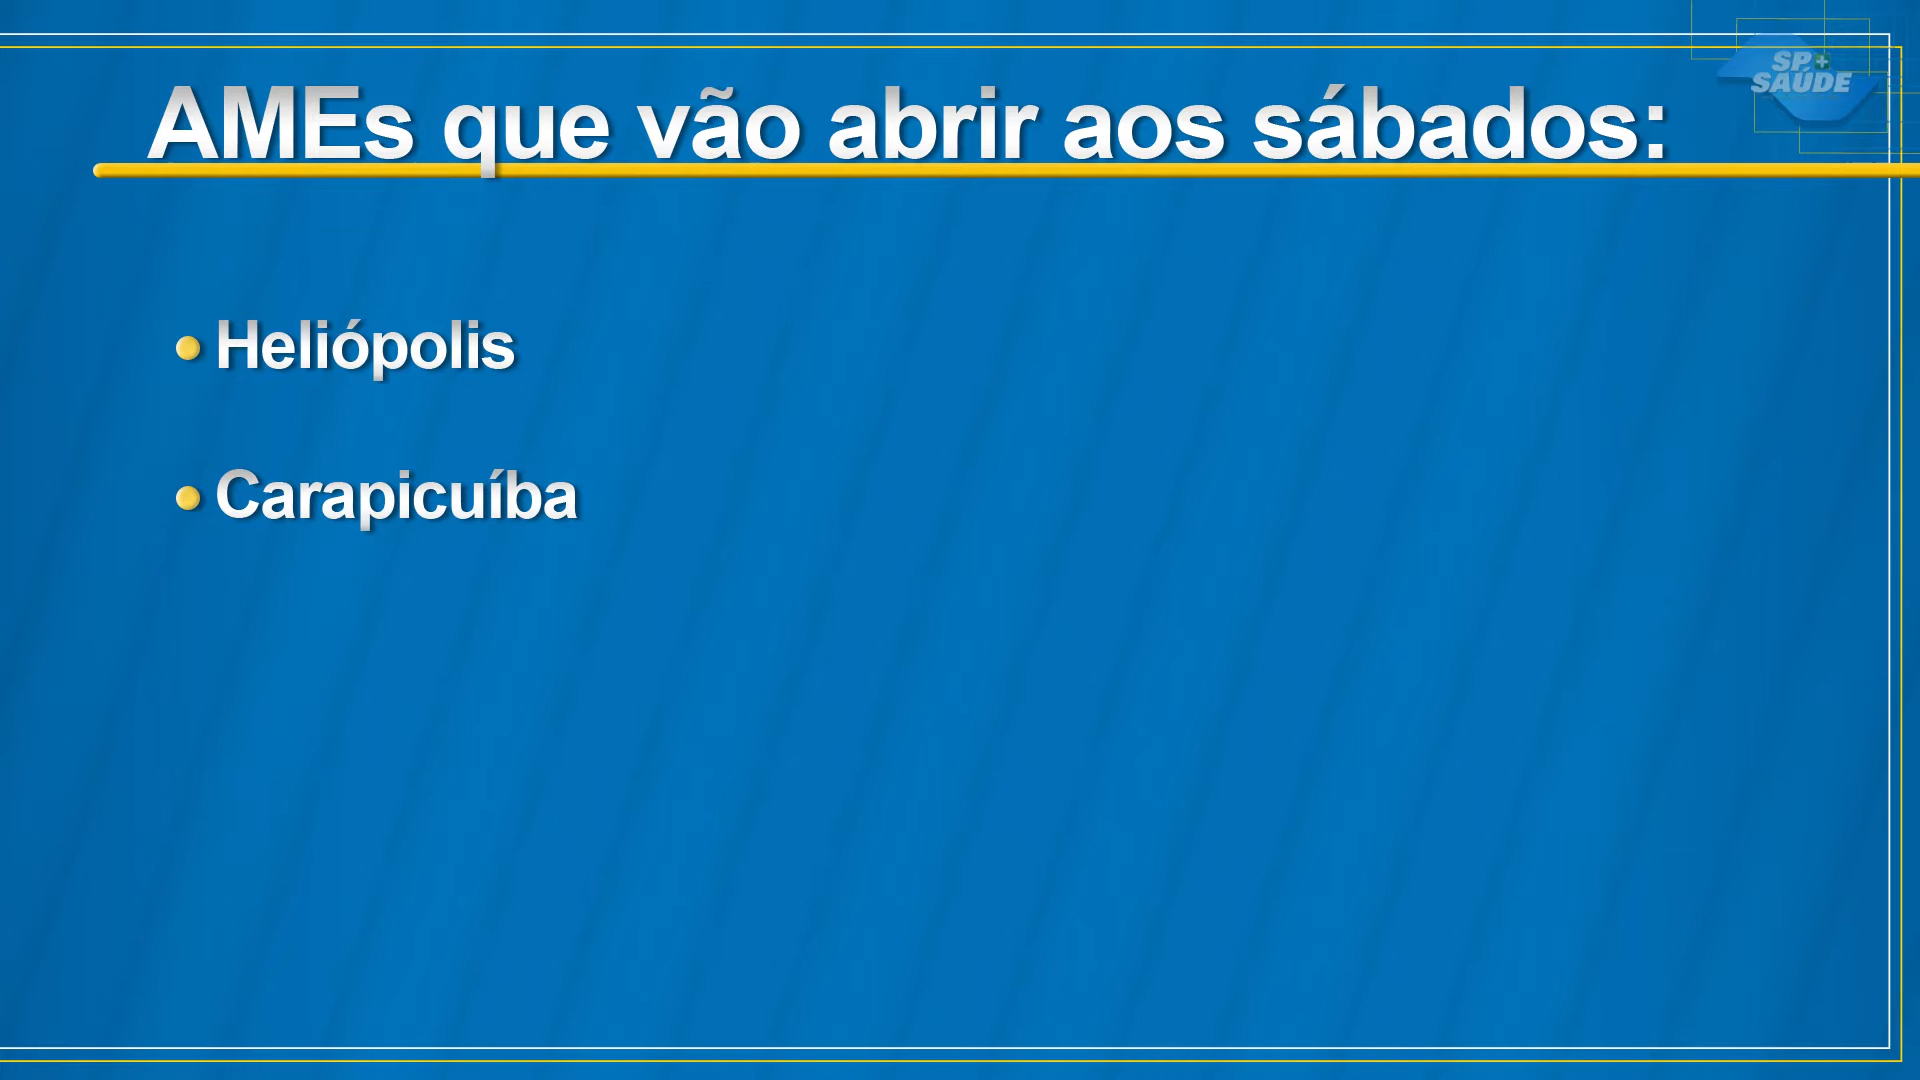 SP+
SAÚDE
AMEs que vão abrir aos sábados:
• Heliópolis
• Carapicuíba